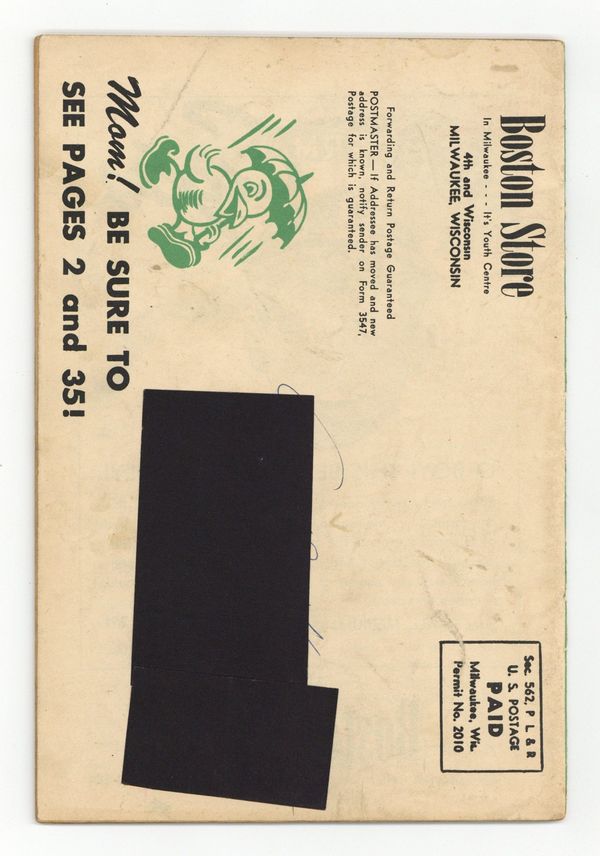 Boston Store
In Milwaukee - - - It's Youth Centre
4th and Wisconsin
MILWAUKEE, WISCONSIN
Forwarding and Return Postage Guaranteed
POSTMASTER — If Addressee has moved and new
address is known, notify sender on Form 3547,
Postage for which is guaranteed.
Mom! BE SURE TO
SEE PAGES 2 and 35!
Sec. 562, P L & R
U. S. POSTAGE
PAID
Milwaukee, Wis.
Permit No. 2010